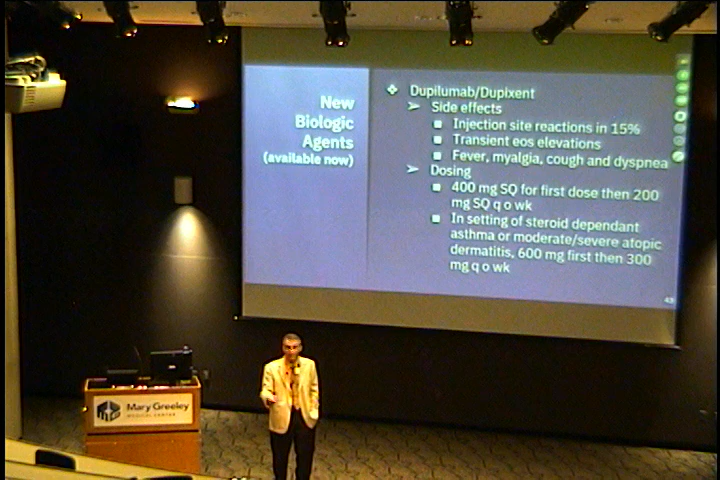 New
Biologic
Agents
(available now)
Dupilumab/Dupixent
Side effects
Injection site reactions in 15%
Transient eos elevations
Fever, myalgia, cough and dyspnea
Dosing
400 mg SQ for first dose then 200
mg SQ q o wk
In setting of steroid dependant
asthma or moderate/severe atopic
dermatitis, 600 mg first then 300
mg q o wk
43
Mary Greeley
MEDICAL CENTER